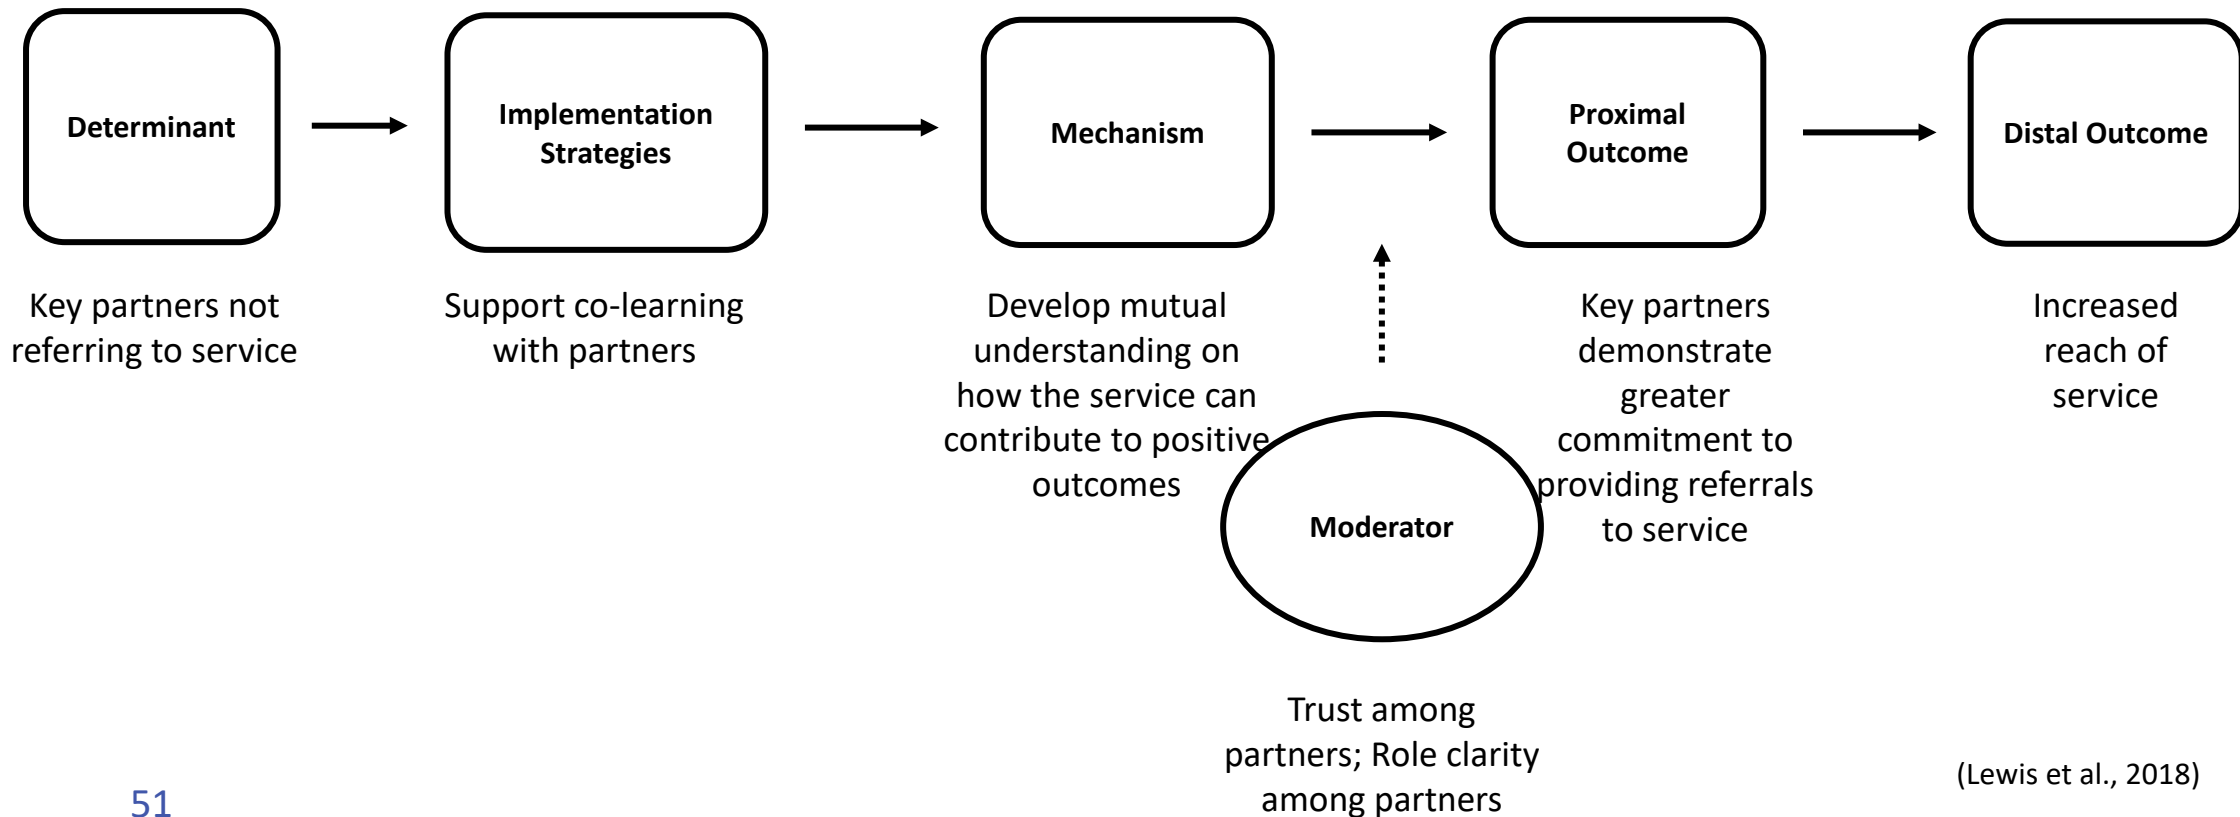 Determinant
Implementation
Strategies
Mechanism
Proximal
Outcome
Distal Outcome
Key partners not
referring to service
Support co-learning
with partners
Develop mutual
understanding on
how the service can
contribute to positive
outcomes
Key partners
demonstrate
greater
commitment to
providing referrals
to service
Increased
reach of
service
Moderator
Trust among
partners; Role clarity
among partners
(Lewis et al., 2018)
51